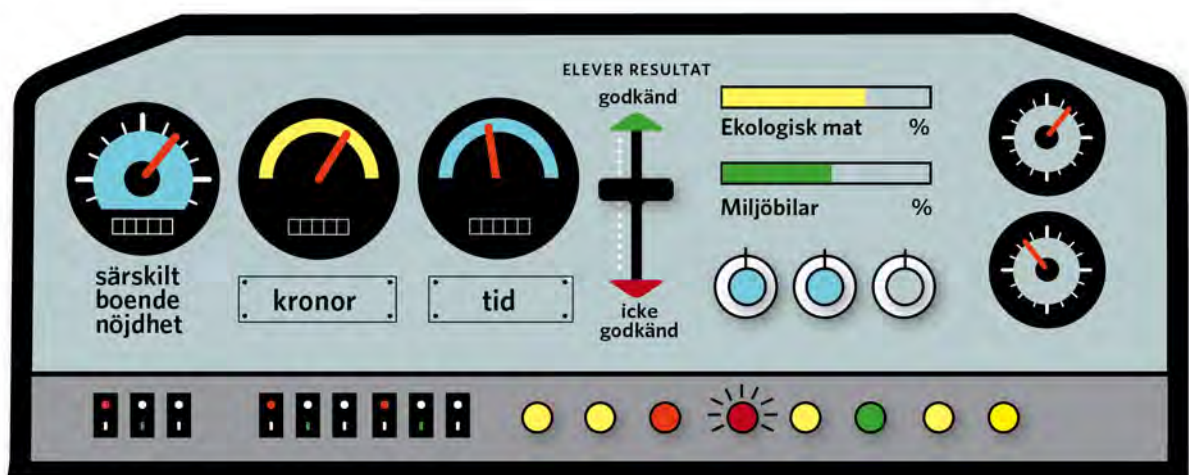 ELEVER RESULTAT
godkänd
Ekologisk mat %
Miljöbilar %
särskilt
boende
nöjdhet
kronor
tid
icke
godkänd